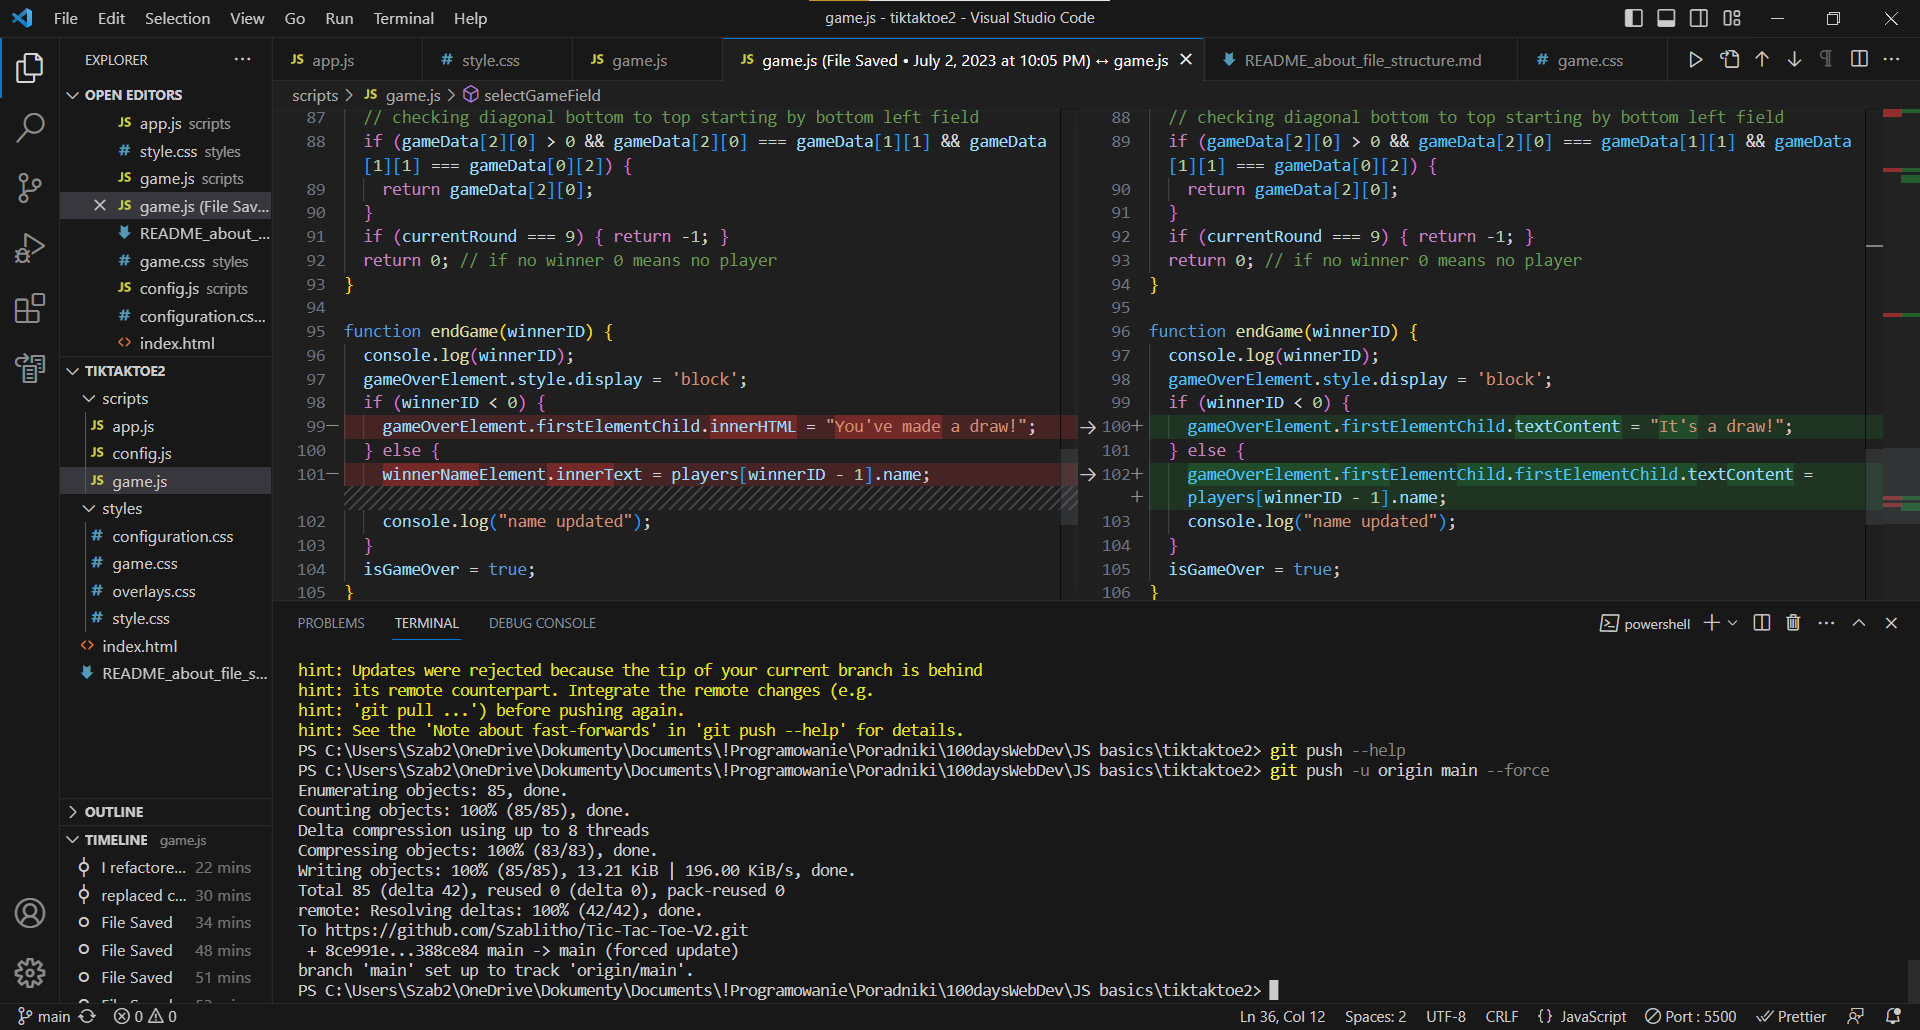 File Edit Selection View Go Run Terminal Help
game.js - tiktaktoe2 - Visual Studio Code
EXPLORER
OPEN EDITORS
JS app.js scripts
# style.css styles
JS game.js scripts
JS game.js (File Sav...
README_about_...
# game.css styles
JS config.js scripts
# configuration.cs...
<> index.html
TIKTAKTOE2
scripts
JS app.js
JS config.js
JS game.js
styles
# configuration.css
# game.css
# overlays.css
# style.css
<> index.html
README_about_file_s...
OUTLINE
TIMELINE game.js
I refactore... 22 mins
replaced c... 30 mins
File Saved 34 mins
File Saved 48 mins
File Saved 51 mins
JS app.js
# style.css
JS game.js
JS game.js (File Saved • July 2, 2023 at 10:05 PM) ↔ game.js
README_about_file_structure.md
# game.css
scripts > JS game.js > selectGameField
87 // checking diagonal bottom to top starting by bottom left field
88 if (gameData[2][0] > 0 && gameData[2][0] === gameData[1][1] && gameData
[1][1] === gameData[0][2]) {
89 return gameData[2][0];
90 }
91 if (currentRound === 9) { return -1; }
92 return 0; // if no winner 0 means no player
93 }
94
95 function endGame(winnerID) {
96 console.log(winnerID);
97 gameOverElement.style.display = 'block';
98 if (winnerID < 0) {
99— gameOverElement.firstElementChild.innerHTML = "You've made a draw!";
100 } else {
101— winnerNameElement.innerText = players[winnerID - 1].name;
102 console.log("name updated");
103 }
104 isGameOver = true;
105 }
88 // checking diagonal bottom to top starting by bottom left field
89 if (gameData[2][0] > 0 && gameData[2][0] === gameData[1][1] && gameData
[1][1] === gameData[0][2]) {
90 return gameData[2][0];
91 }
92 if (currentRound === 9) { return -1; }
93 return 0; // if no winner 0 means no player
94 }
95
96 function endGame(winnerID) {
97 console.log(winnerID);
98 gameOverElement.style.display = 'block';
99 if (winnerID < 0) {
100+ gameOverElement.firstElementChild.textContent = "It's a draw!";
101 } else {
102+ gameOverElement.firstElementChild.firstElementChild.textContent =
+ players[winnerID - 1].name;
103 console.log("name updated");
104 }
105 isGameOver = true;
106 }
PROBLEMS TERMINAL DEBUG CONSOLE
powershell
hint: Updates were rejected because the tip of your current branch is behind
hint: its remote counterpart. Integrate the remote changes (e.g.
hint: 'git pull ...') before pushing again.
hint: See the 'Note about fast-forwards' in 'git push --help' for details.
PS C:\Users\Szab2\OneDrive\Dokumenty\Documents\!Programowanie\Poradniki\100daysWebDev\JS basics\tiktaktoe2> git push --help
PS C:\Users\Szab2\OneDrive\Dokumenty\Documents\!Programowanie\Poradniki\100daysWebDev\JS basics\tiktaktoe2> git push -u origin main --force
Enumerating objects: 85, done.
Counting objects: 100% (85/85), done.
Delta compression using up to 8 threads
Compressing objects: 100% (83/83), done.
Writing objects: 100% (85/85), 13.21 KiB | 196.00 KiB/s, done.
Total 85 (delta 42), reused 0 (delta 0), pack-reused 0
remote: Resolving deltas: 100% (42/42), done.
To https://github.com/Szablitho/Tic-Tac-Toe-V2.git
+ 8ce991e...388ce84 main -> main (forced update)
branch 'main' set up to track 'origin/main'.
PS C:\Users\Szab2\OneDrive\Dokumenty\Documents\!Programowanie\Poradniki\100daysWebDev\JS basics\tiktaktoe2>
main 0 0
Ln 36, Col 12 Spaces: 2 UTF-8 CRLF {} JavaScript Port : 5500 Prettier